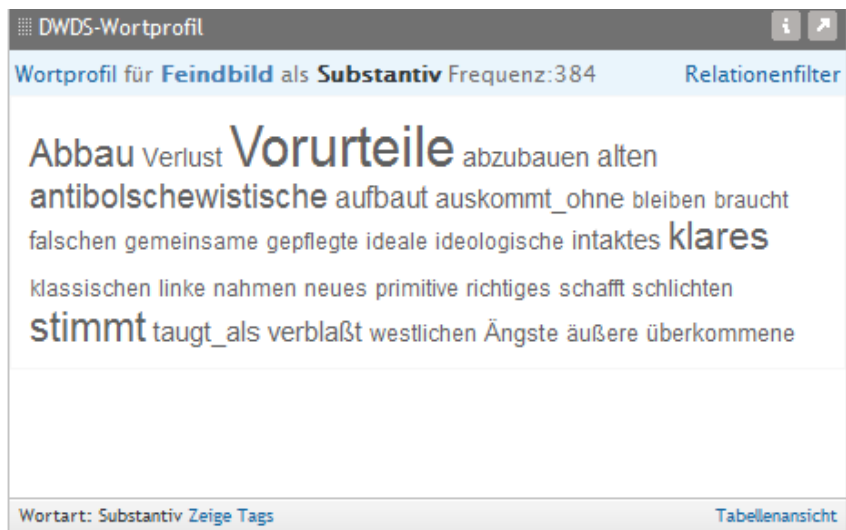 DWDS-Wortprofil
Wortprofil für Feindbild als Substantiv Frequenz:384 Relationenfilter
Abbau Verlust Vorurteile abzubauen alten
antibolschewistische aufbaut auskommt_ohne bleiben braucht
falschen gemeinsame gepflegte ideale ideologische intaktes klares
klassischen linke nahmen neues primitive richtiges schafft schlichten
stimmt taugt_als verblaßt westlichen Ängste äußere überkommene
Wortart: Substantiv Zeige Tags Tabellenansicht